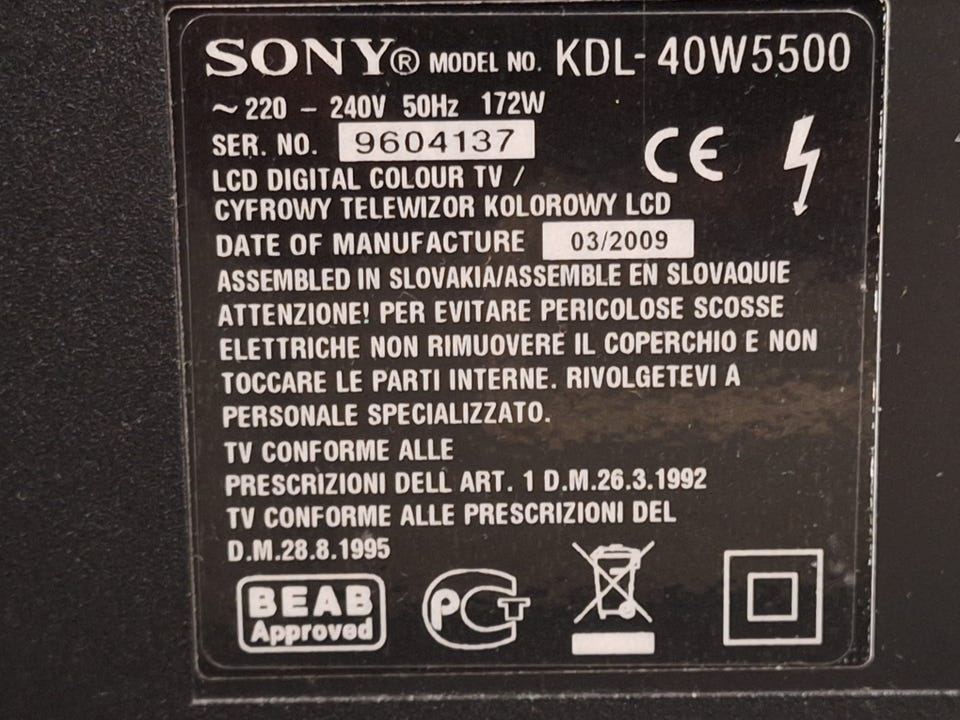 SONY® MODEL NO. KDL-40W5500
~220 – 240V 50Hz 172W
SER. NO. 9604137
CE
LCD DIGITAL COLOUR TV /
CYFROWY TELEWIZOR KOLOROWY LCD
DATE OF MANUFACTURE 03/2009
ASSEMBLED IN SLOVAKIA/ASSEMBLE EN SLOVAQUIE
ATTENZIONE! PER EVITARE PERICOLOSE SCOSSE
ELETTRICHE NON RIMUOVERE IL COPERCHIO E NON
TOCCARE LE PARTI INTERNE. RIVOLGETEVI A
PERSONALE SPECIALIZZATO.
TV CONFORME ALLE
PRESCRIZIONI DELL ART. 1 D.M.26.3.1992
TV CONFORME ALLE PRESCRIZIONI DEL
D.M.28.8.1995
BEAB
Approved
PCT